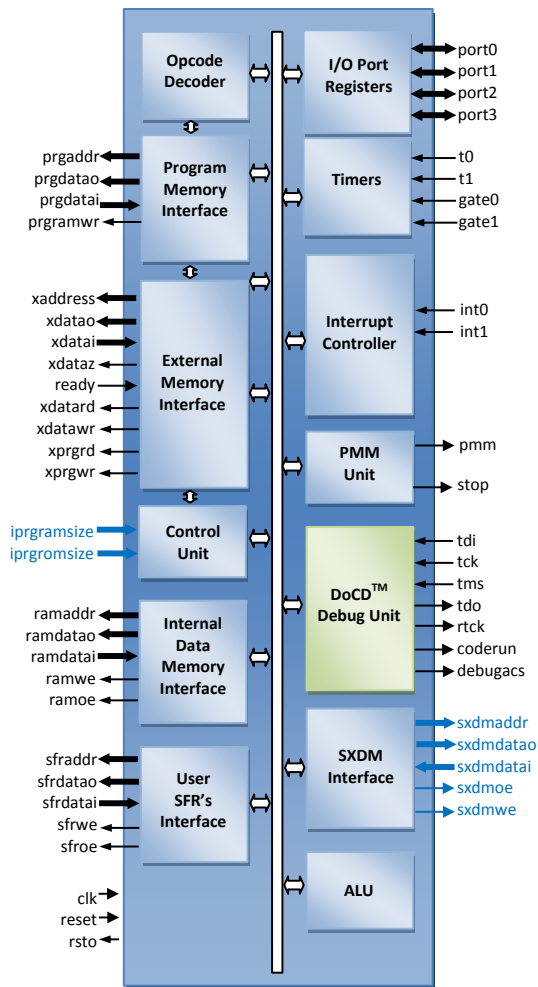 Opcode
Decoder
prgaddr
prgdatao
prgdatai
prgramwr
Program
Memory
Interface
xaddress
xdatao
xdatai
xdataz
ready
xdatard
xdatawr
xprgrd
xprgwr
External
Memory
Interface
iprgramsize
iprgromsize
Control
Unit
ramaddr
ramdatao
ramdatai
ramwe
ramoe
Internal
Data
Memory
Interface
sfraddr
sfrdatao
sfrdatai
sfrwe
sfroe
User
SFR's
Interface
clk
reset
rsto
I/O Port
Registers
port0
port1
port2
port3
Timers
t0
t1
gate0
gate1
Interrupt
Controller
int0
int1
PMM
Unit
pmm
stop
DoCD™
Debug Unit
tdi
tck
tms
tdo
rtck
coderun
debugacs
SXDM
Interface
sxdmaddr
sxdmdatao
sxdmdatai
sxdmoe
sxdmwe
ALU